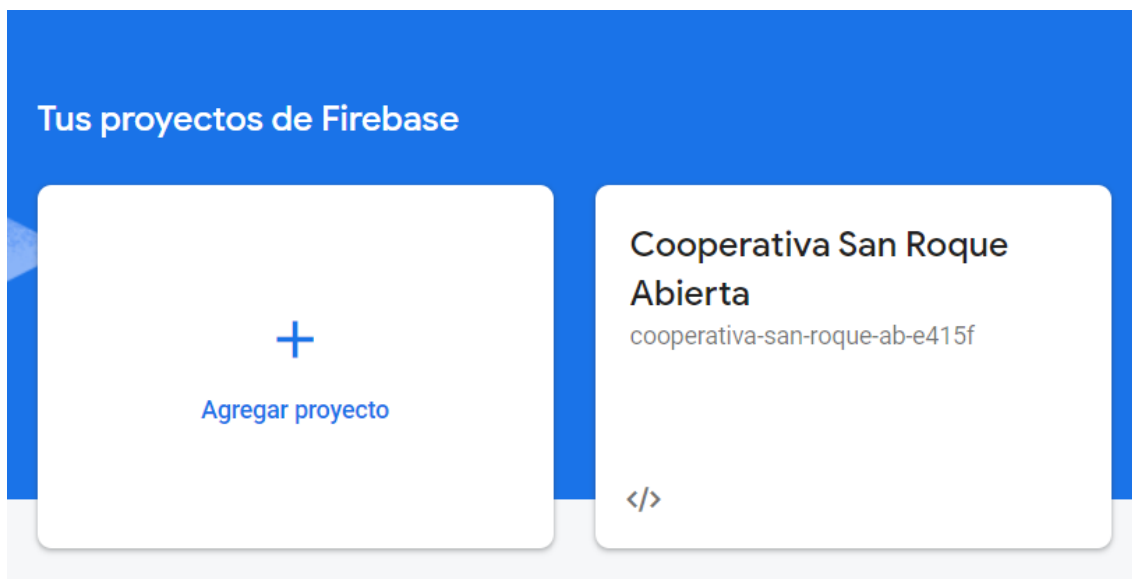 Tus proyectos de Firebase
+
Agregar proyecto
Cooperativa San Roque
Abierta
cooperativa-san-roque-ab-e415f
</>